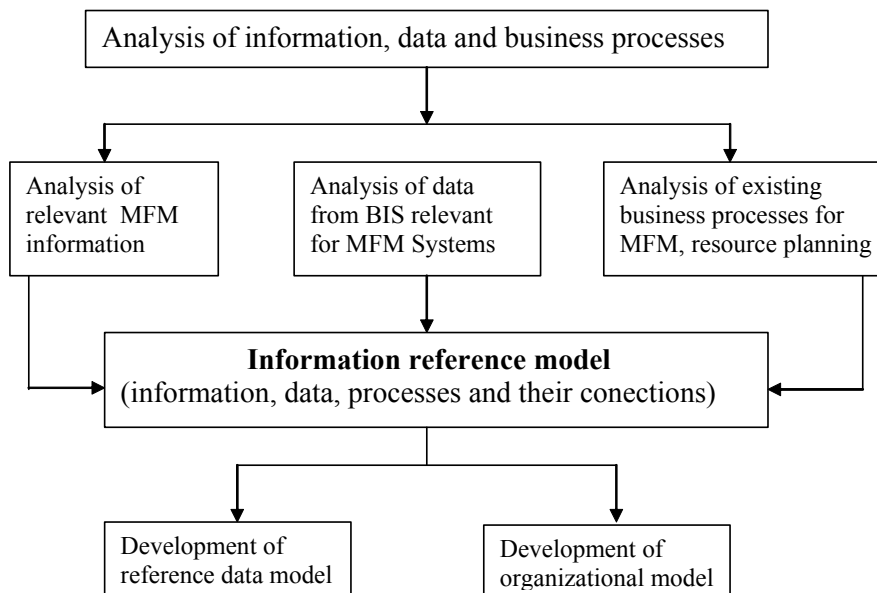 Analysis of information, data and business processes
Analysis of
relevant MFM
information
Analysis of data
from BIS relevant
for MFM Systems
Analysis of existing
business processes for
MFM, resource planning
Information reference model
(information, data, processes and their conections)
Development of
reference data model
Development of
organizational model